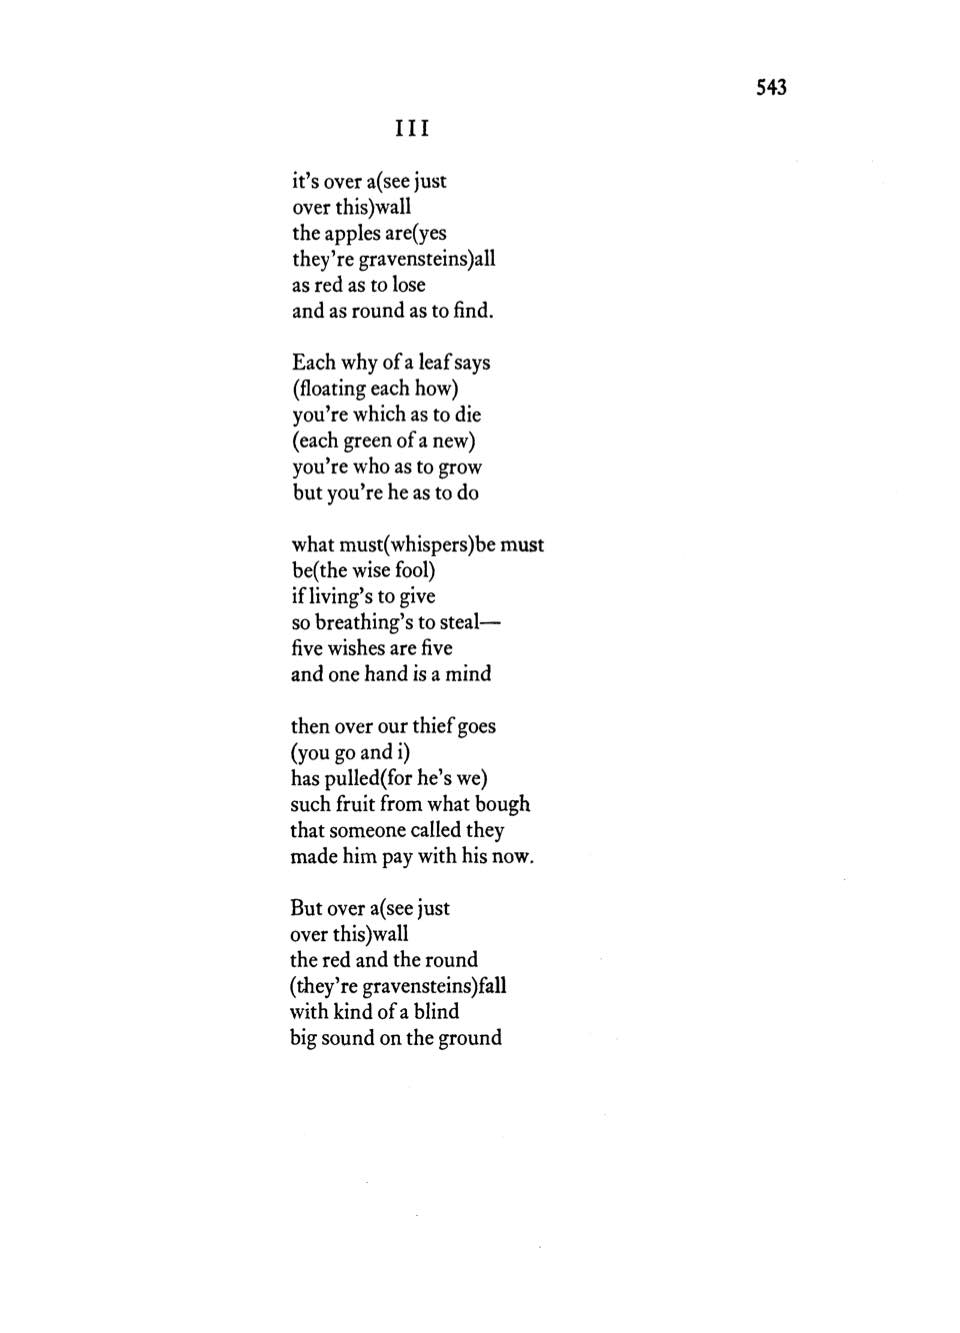 543
III
it's over a(see just
over this)wall
the apples are(yes
they're gravensteins)all
as red as to lose
and as round as to find.
Each why of a leaf says
(floating each how)
you're which as to die
(each green of a new)
you're who as to grow
but you're he as to do
what must(whispers)be must
be(the wise fool)
if living's to give
so breathing's to steal—
five wishes are five
and one hand is a mind
then over our thief goes
(you go and i)
has pulled(for he's we)
such fruit from what bough
that someone called they
made him pay with his now.
But over a(see just
over this)wall
the red and the round
(they're gravensteins)fall
with kind of a blind
big sound on the ground